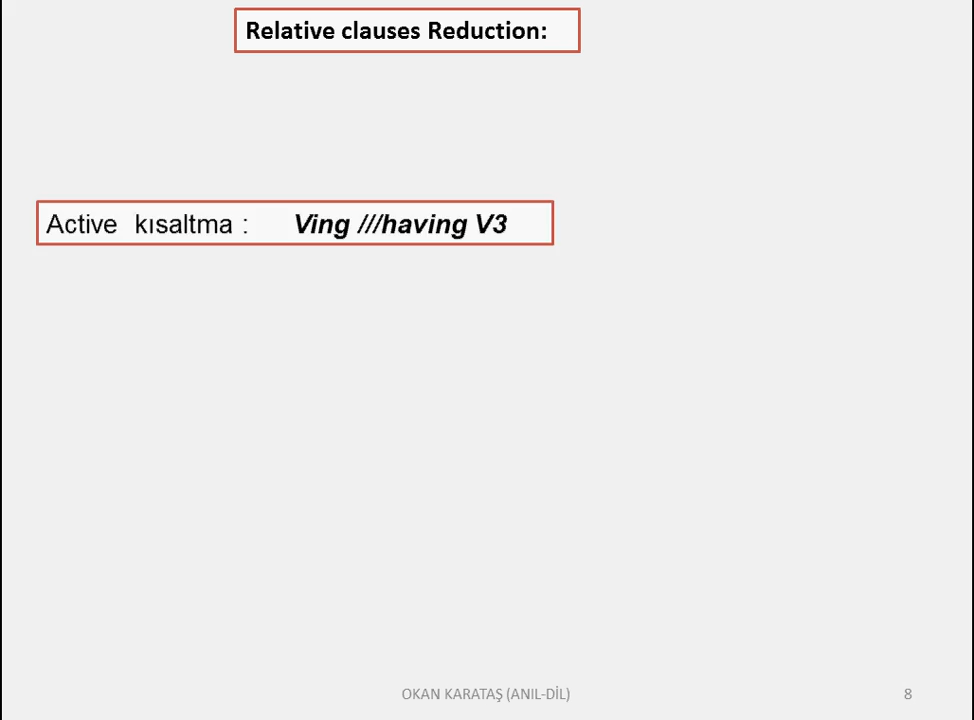 Relative clauses Reduction:
Active kısaltma : Ving ///having V3
OKAN KARATAŞ (ANIL-DİL) 8